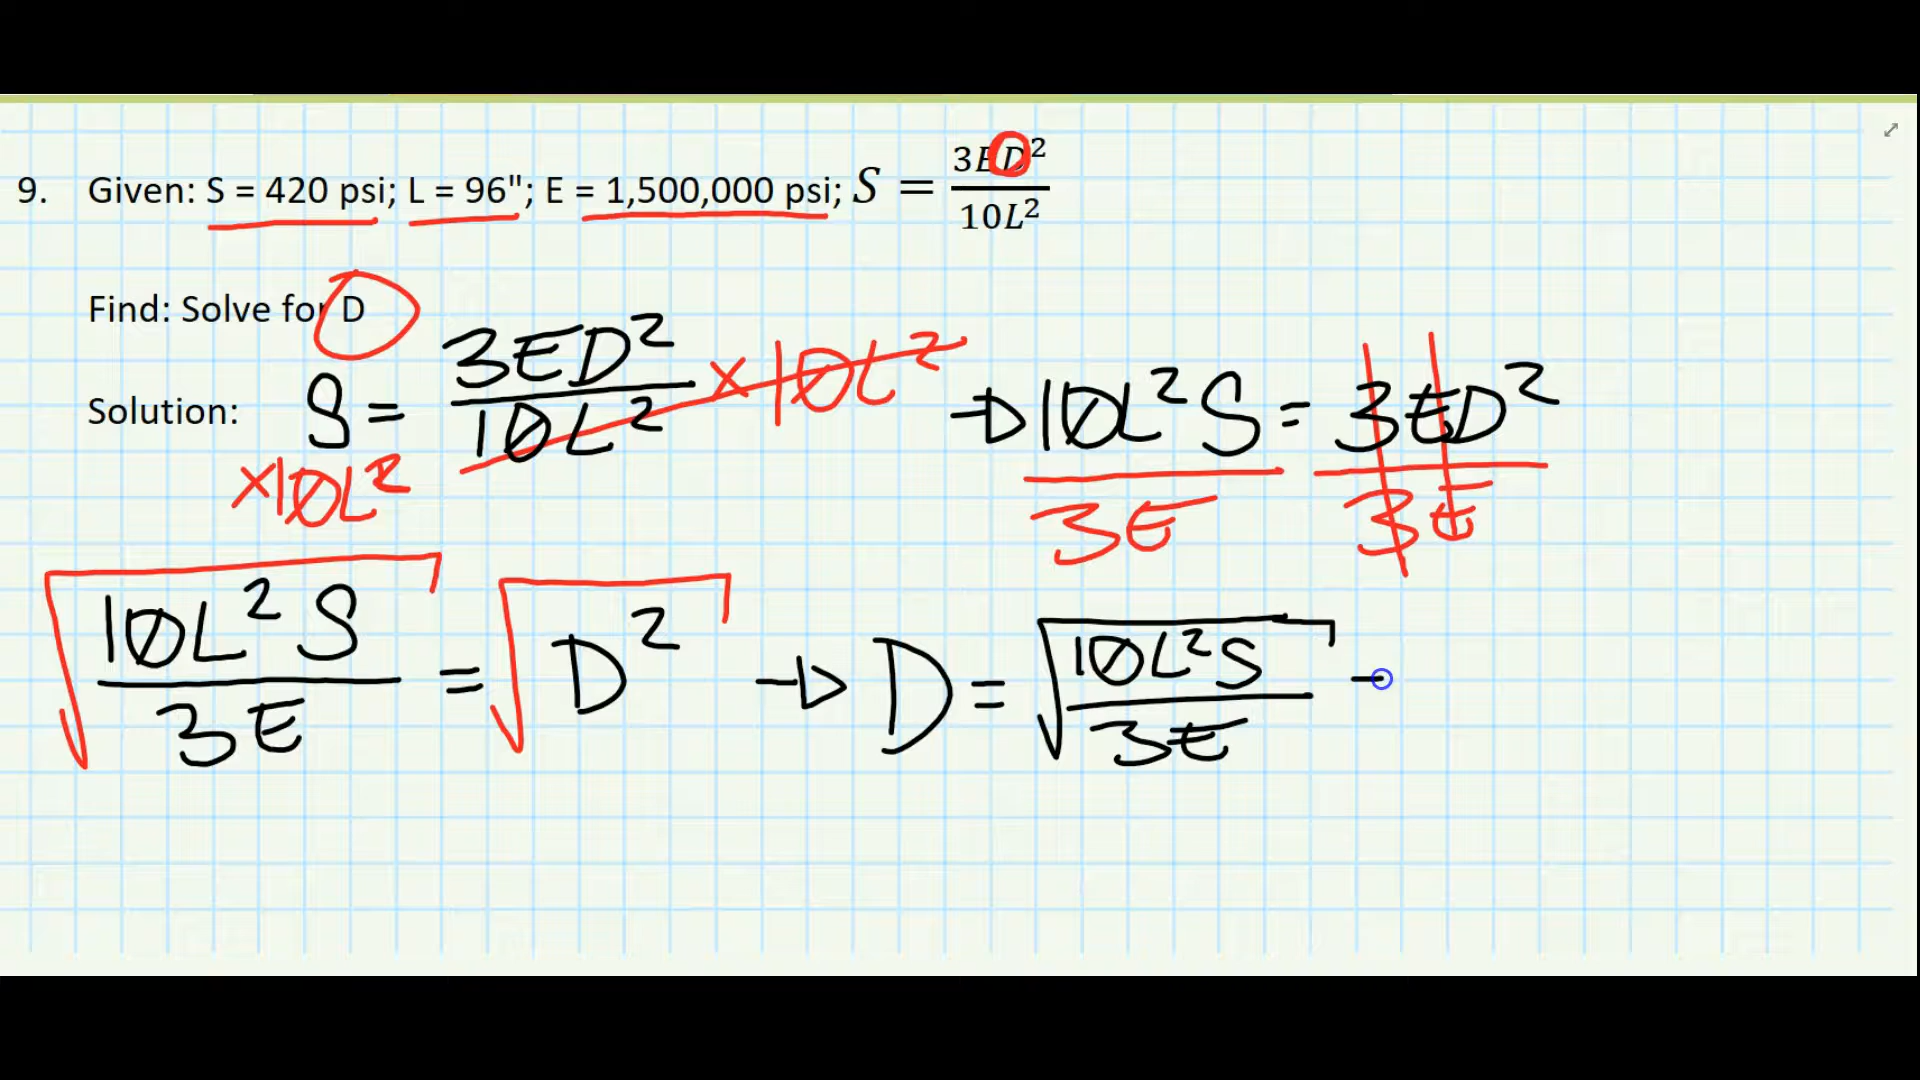 9. Given: S = 420 psi; L = 96"; E = 1,500,000 psi; S = 3ED²/10L²
Find: Solve for D
Solution: S = 3ED²/10L² ×10L² → 10L²S = 3ED²
×10L² 3E 3E
√(10L²S/3E) = √D² → D = √(10L²S/3E) -